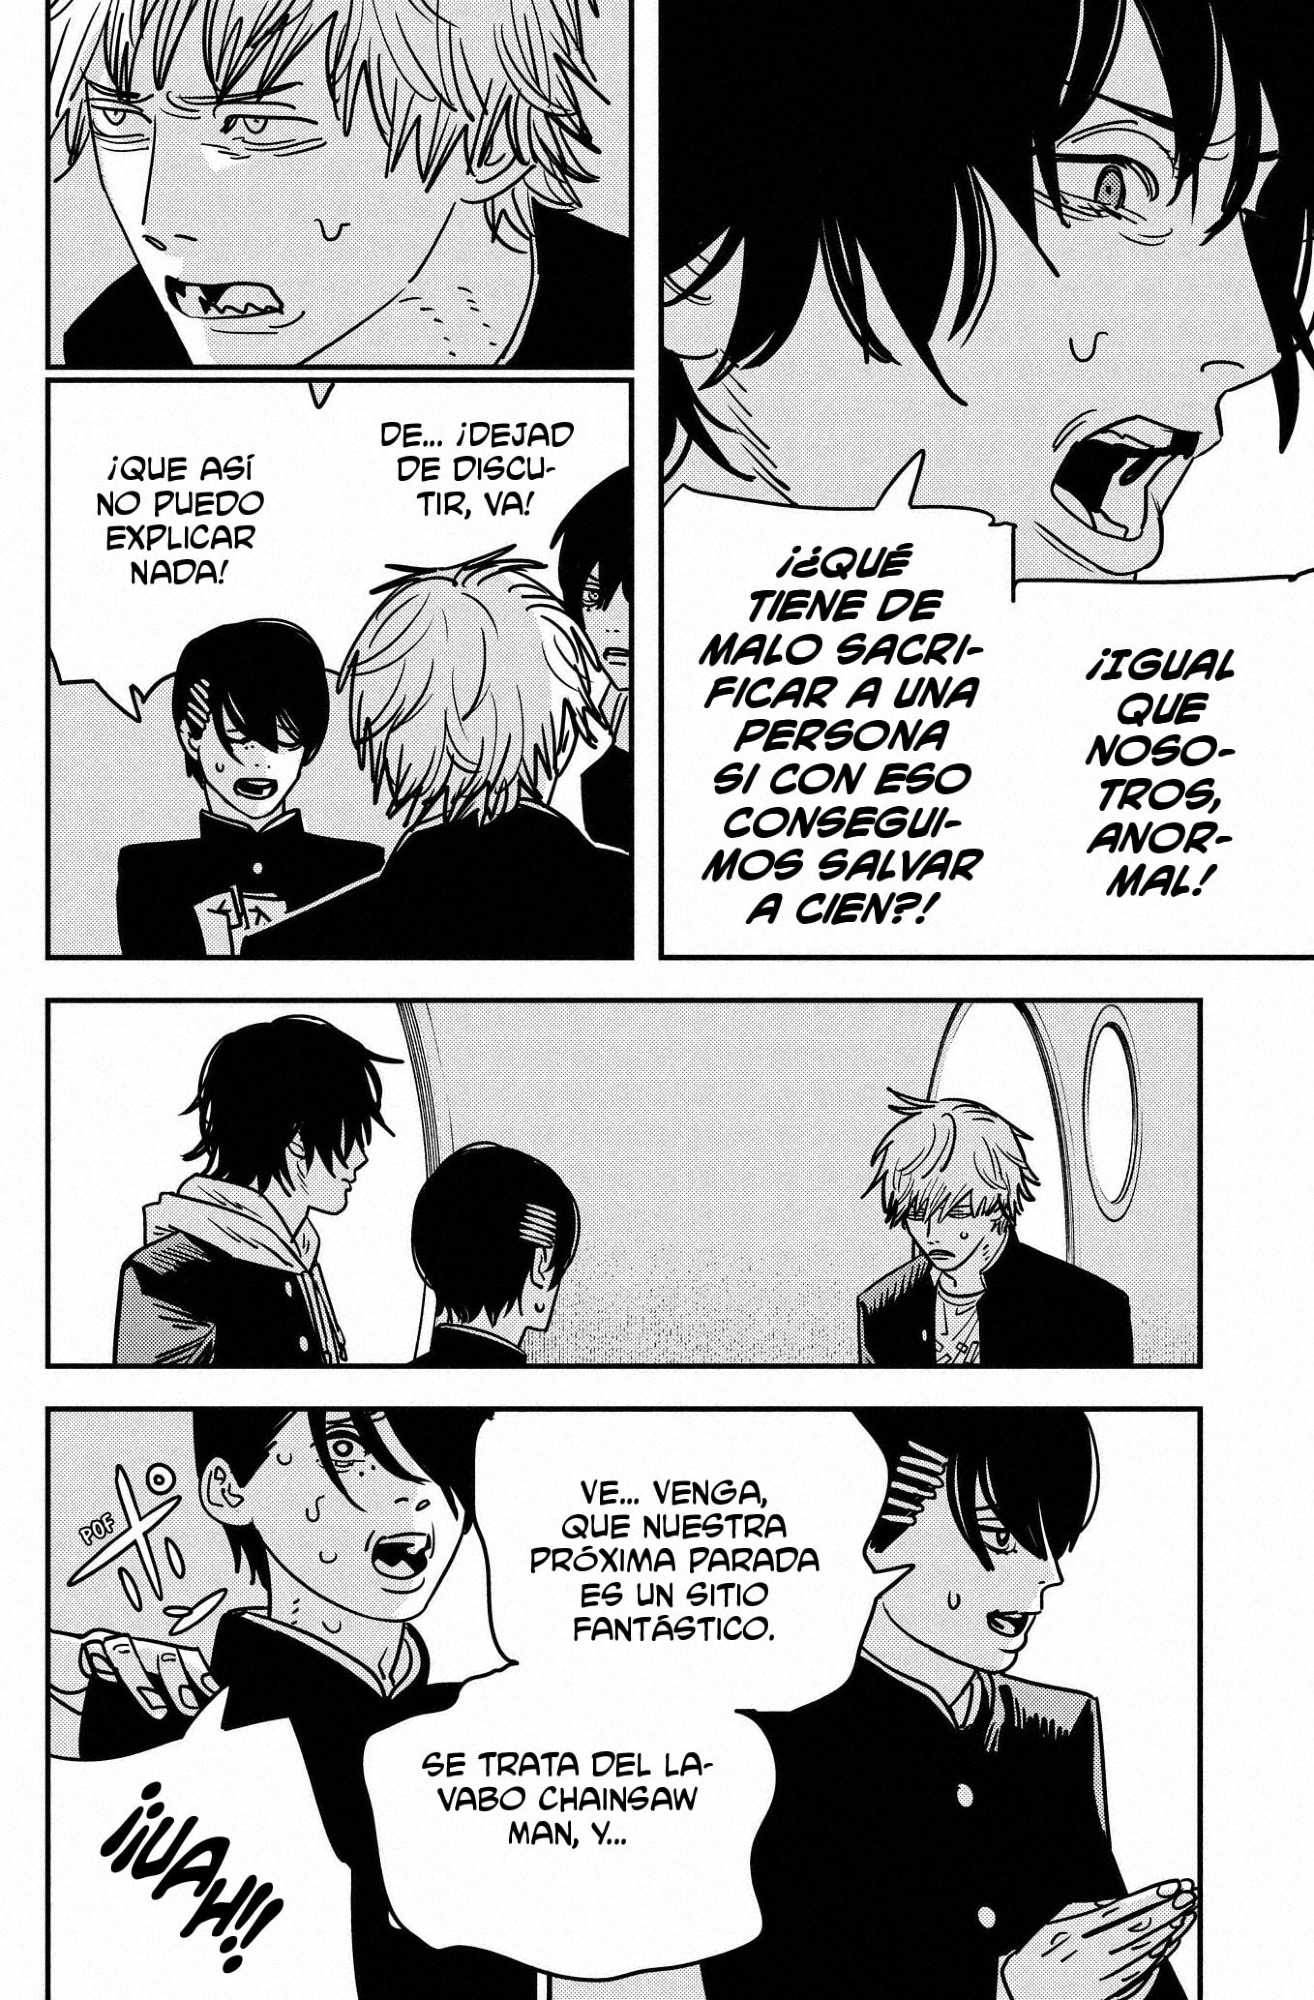 ¡IGUAL
QUE
NOSO-
TROS,
ANOR-
MAL!
¡¿QUÉ
TIENE DE
MALO SACRI-
FICAR A UNA
PERSONA
SI CON ESO
CONSEGUI-
MOS SALVAR
A CIEN?!
DE... ¡DEJAD
DE DISCU-
TIR, VA!
¡QUE ASÍ
NO PUEDO
EXPLICAR
NADA!
VE... VENGA,
QUE NUESTRA
PRÓXIMA PARADA
ES UN SITIO
FANTÁSTICO.
SE TRATA DEL LA-
VABO CHAINSAW
MAN, Y...
POF
¡¡UAH!!